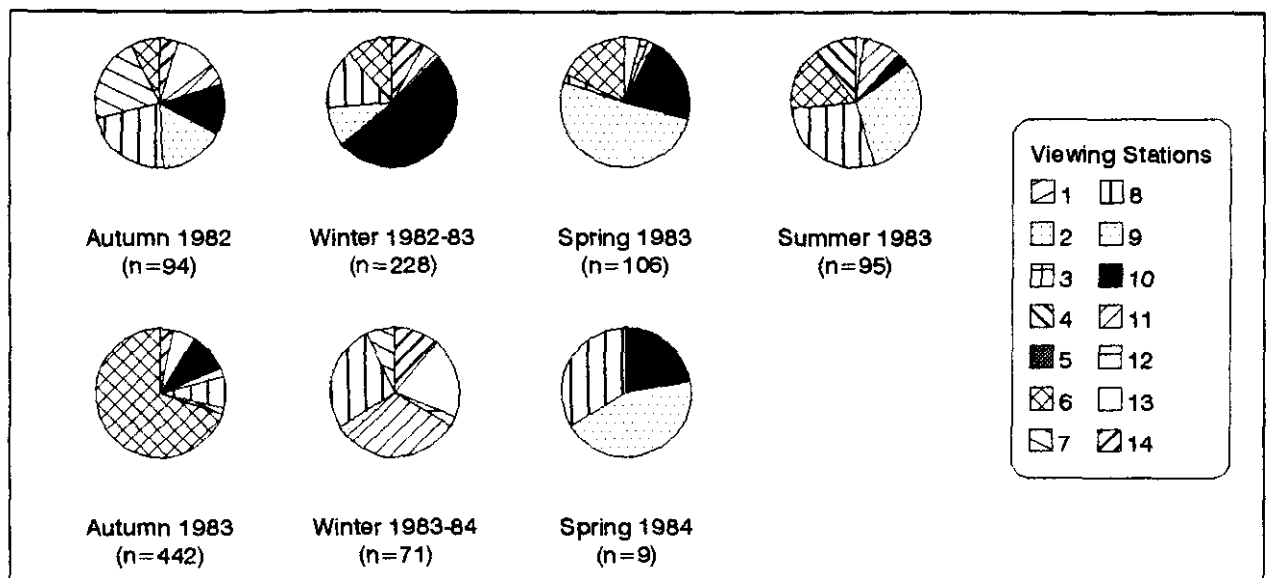 Autumn 1982
(n=94)
Winter 1982-83
(n=228)
Spring 1983
(n=106)
Summer 1983
(n=95)
Autumn 1983
(n=442)
Winter 1983-84
(n=71)
Spring 1984
(n=9)
Viewing Stations
1 8
2 9
3 10
4 11
5 12
6 13
7 14